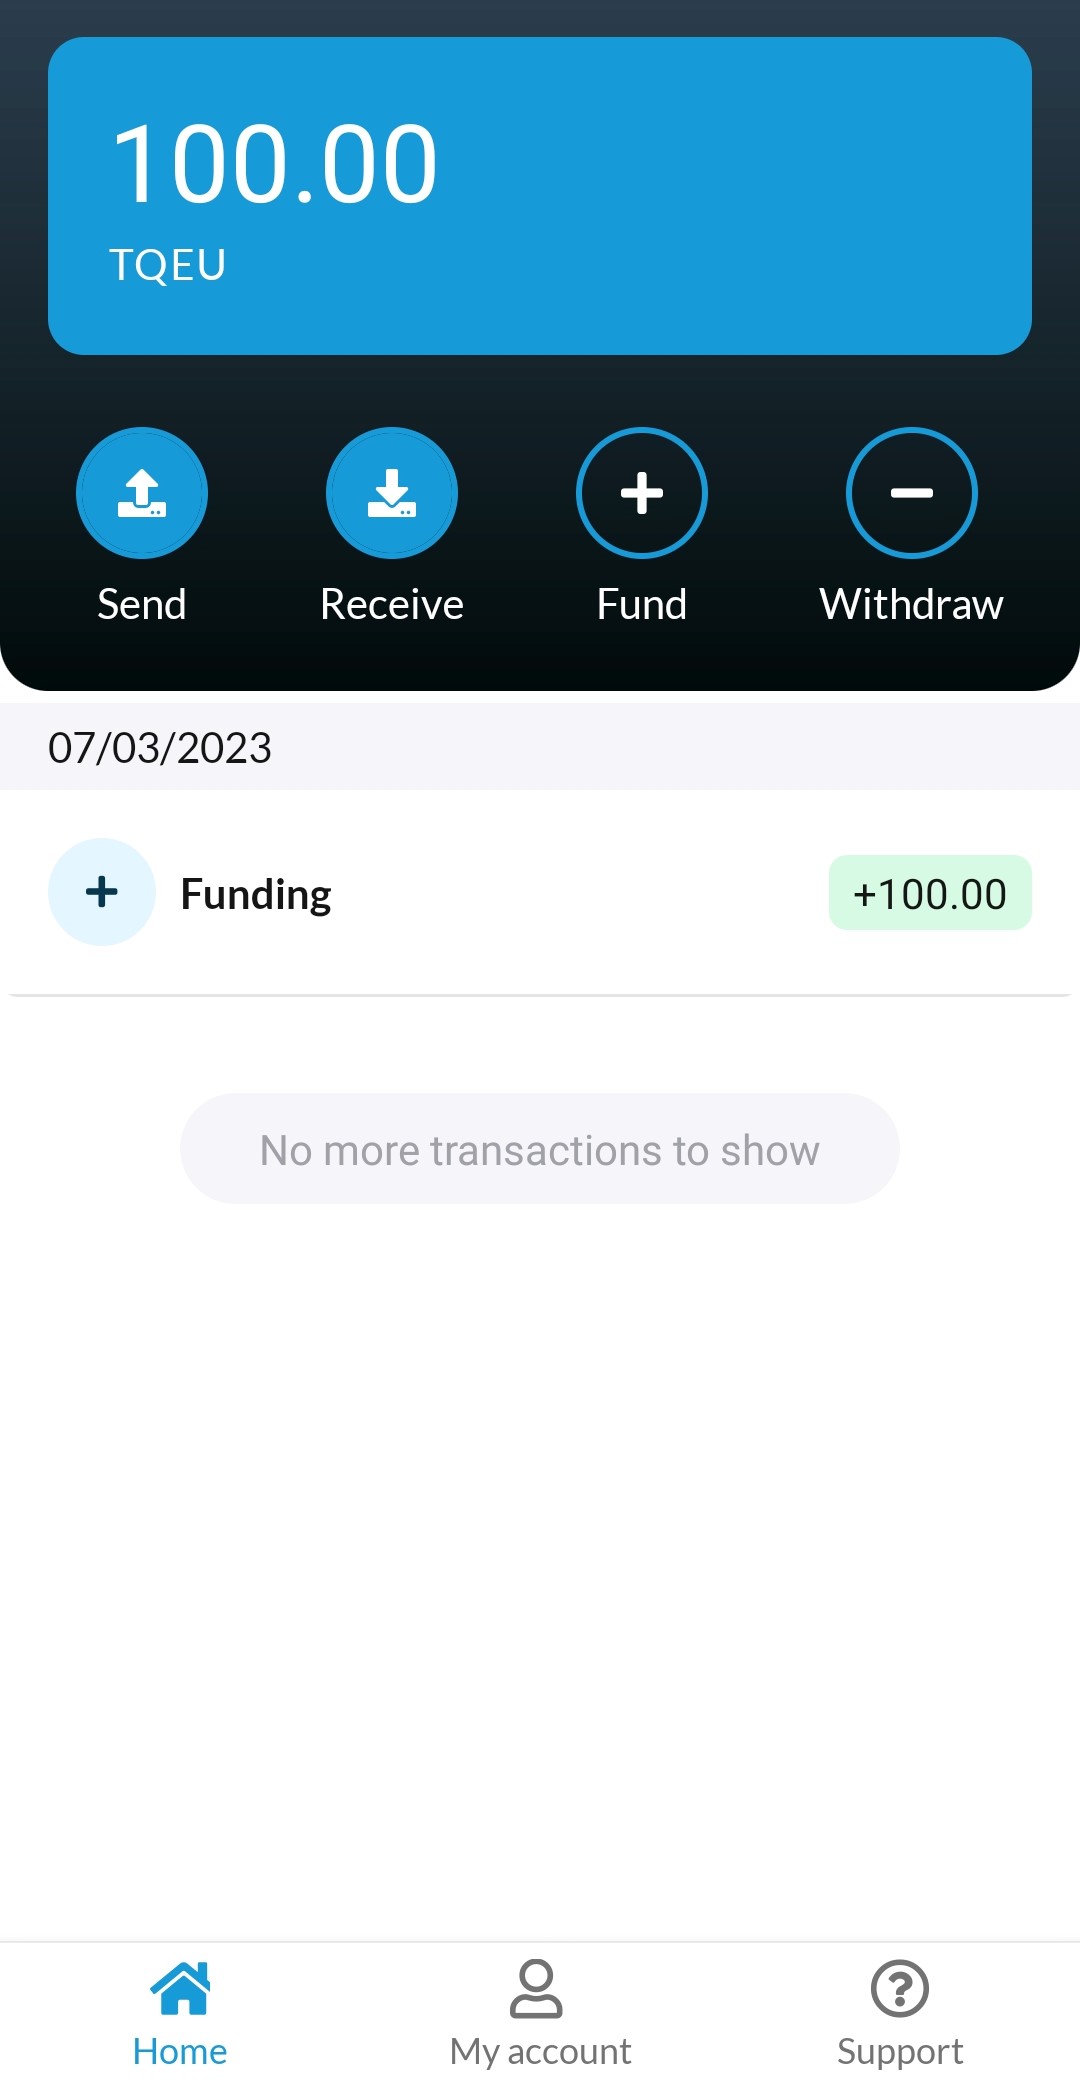 100.00
TQEU
Send
Receive
Fund
Withdraw
07/03/2023
Funding
+100.00
No more transactions to show
Home
My account
Support